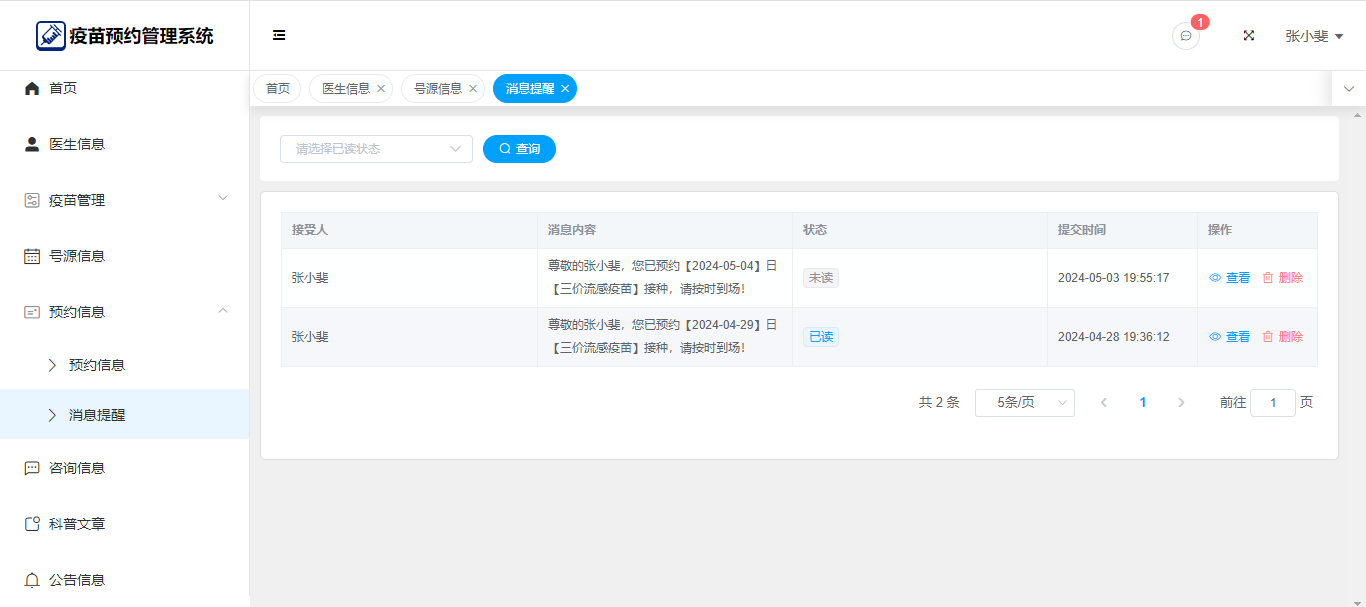 疫苗预约管理系统
1
张小斐
首页
医生信息
号源信息
消息提醒
首页
医生信息
疫苗管理
号源信息
预约信息
预约信息
消息提醒
咨询信息
科普文章
公告信息
请选择已读状态
查询
接受人 消息内容 状态 提交时间 操作
张小斐 尊敬的张小斐，您已预约【2024-05-04】日 未读 2024-05-03 19:55:17 查看 删除
【三价流感疫苗】接种，请按时到场！
张小斐 尊敬的张小斐，您已预约【2024-04-29】日 已读 2024-04-28 19:36:12 查看 删除
【三价流感疫苗】接种，请按时到场！
共 2 条 5条/页 1 前往 1 页